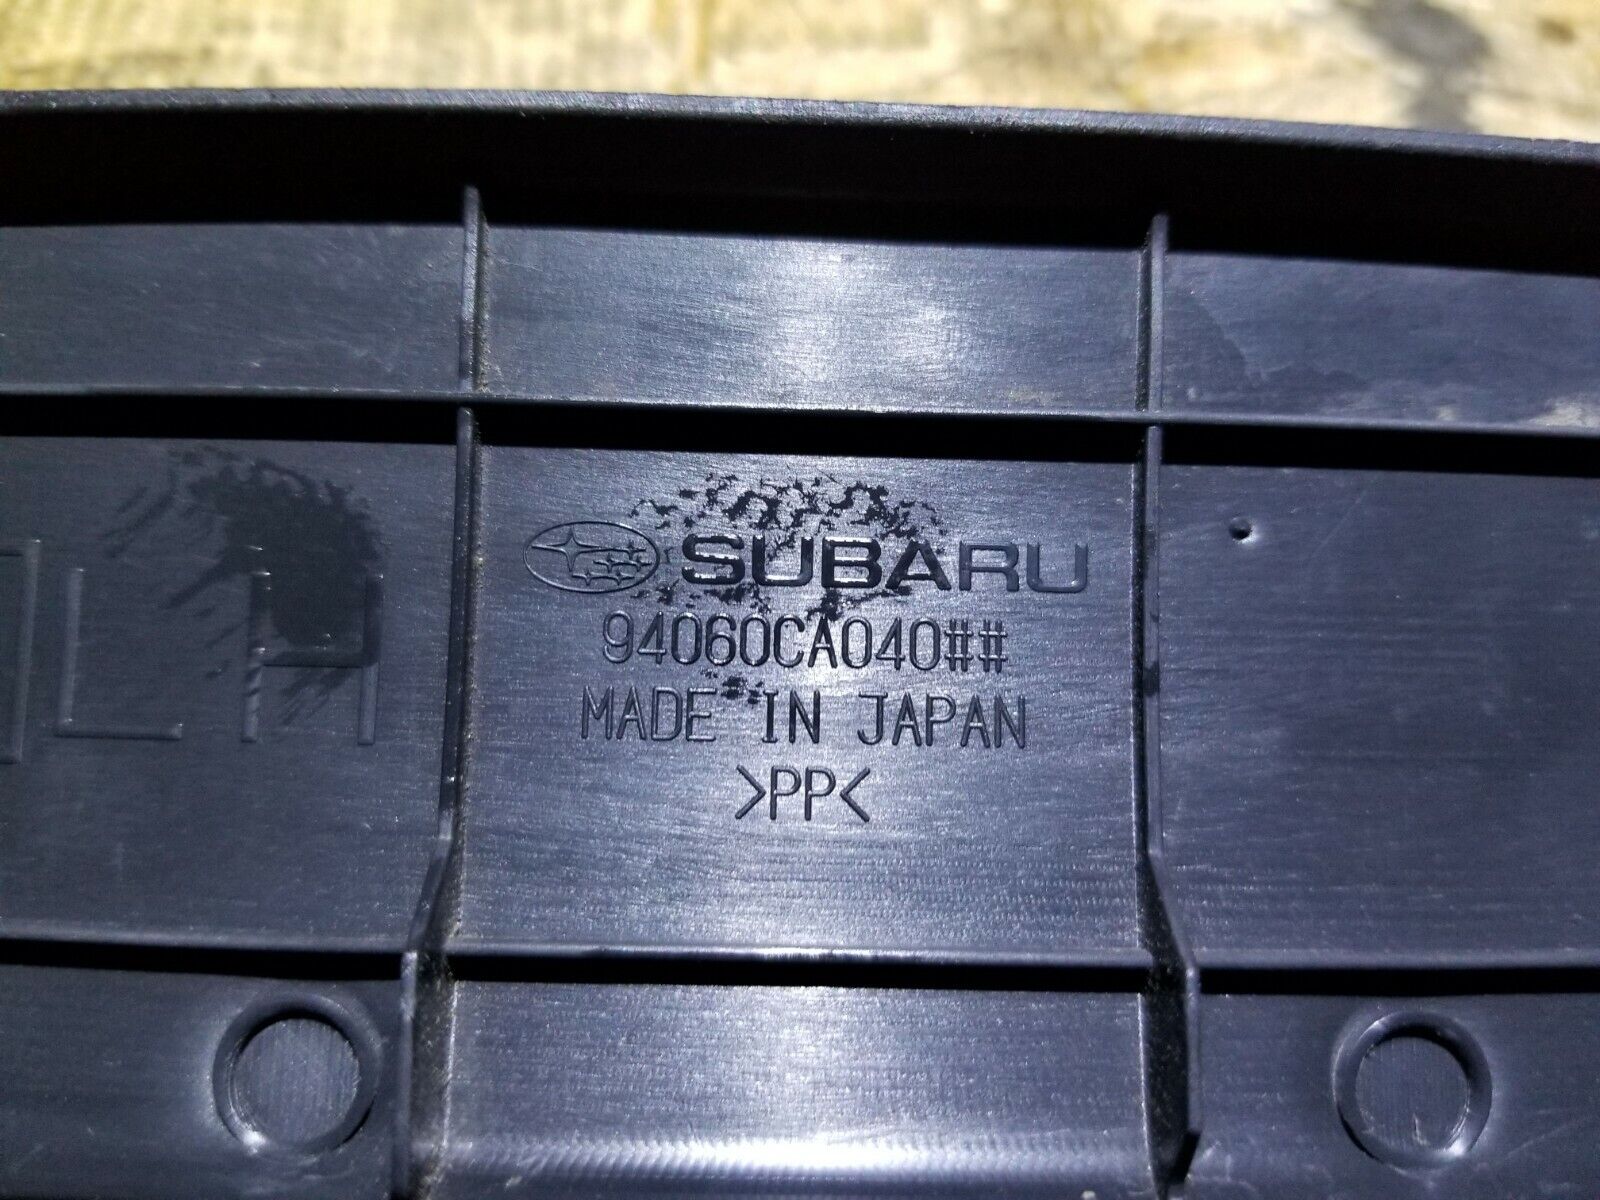 SUBARU
94060CA040##
MADE IN JAPAN
>PP<